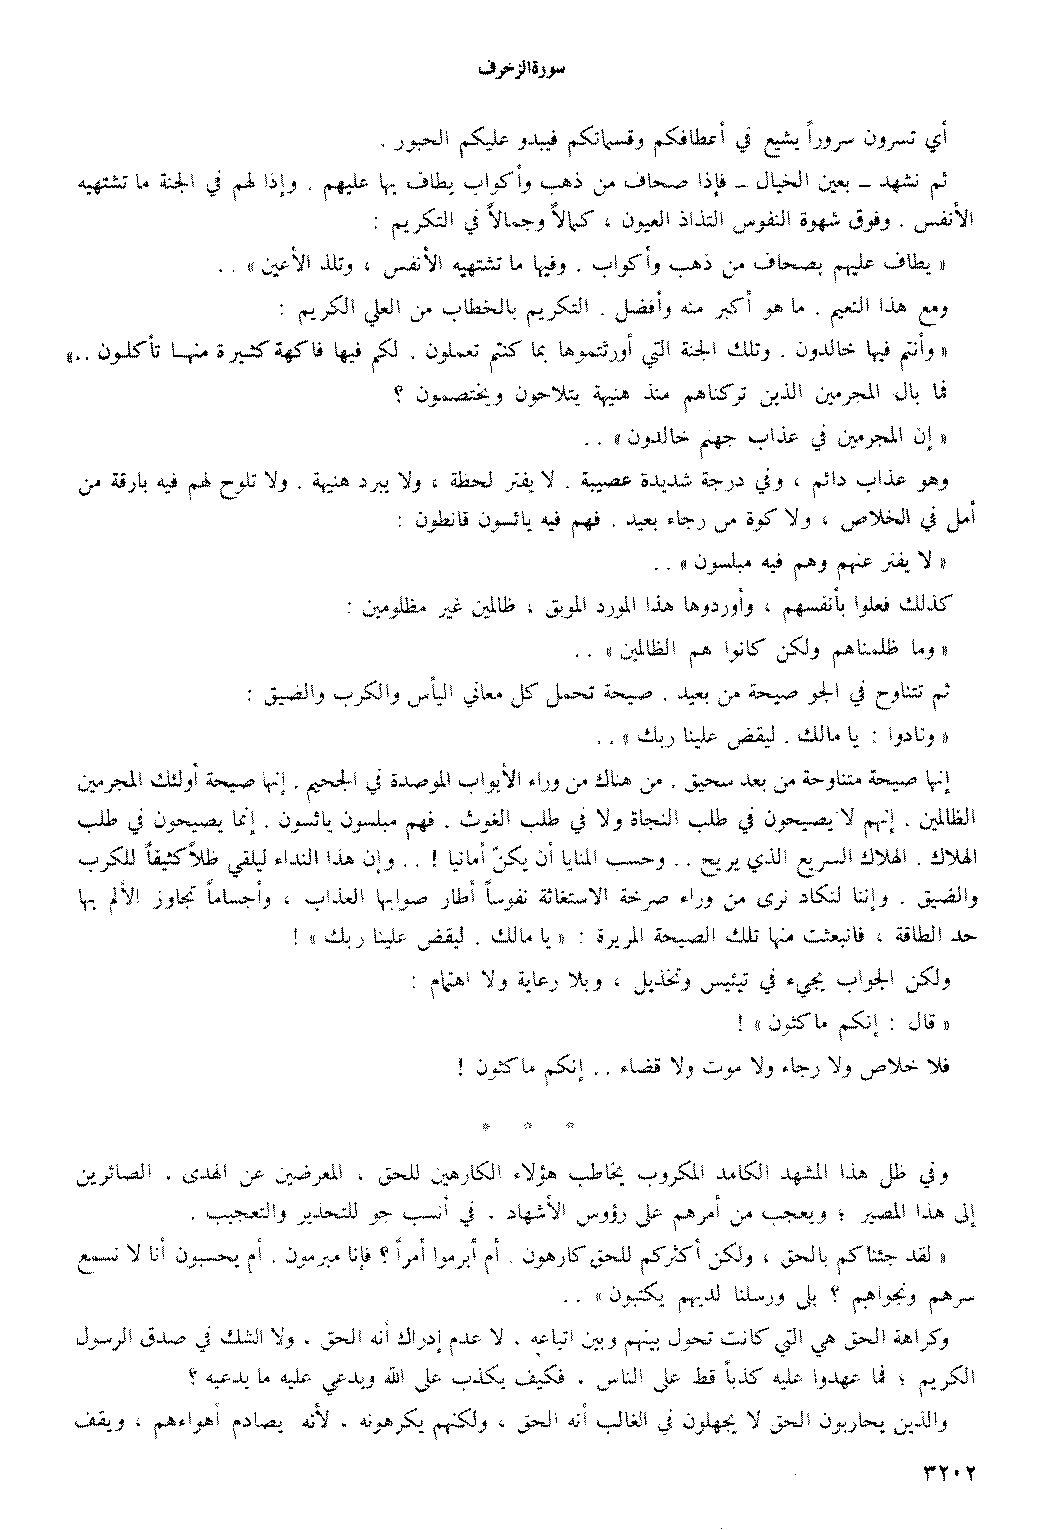 سورة الزخرف
أي تسرون سروراً يشيع في أعطافكم وقسماتكم فيبدو عليكم الحبور .
ثم نشهد – بعين الخيال – فإذا صحاف من ذهب وأكواب يطاف بها عليهم . وإذا لهم في الجنة ما تشتهيه
الأنفس . وفوق شهوة النفوس التذاذ العيون ، كمالاً وجمالاً في التكريم :
« يطاف عليهم بصحاف من ذهب وأكواب . وفيها ما تشتهيه الأنفس ، وتلذ الأعين » . .
ومع هذا النعيم . ما هو أكبر منه وأفضل . التكريم بالخطاب من العلي الكريم :
« وأنتم فيها خالدون . وتلك الجنة التي أورثتموها بما كنتم تعملون . لكم فيها فاكهة كثيرة منها تأكلون ..»
فما بال المجرمين الذين تركناهم منذ هنيهة يتلاحون ويختصمون ؟
« إن المجرمين في عذاب جهنم خالدون » . .
وهو عذاب دائم ، وفي درجة شديدة عصيبة . لا يفتر لحظة ، ولا يبرد هنيهة . ولا تلوح لهم فيه بارقة من
أمل في الخلاص ، ولا كوة من رجاء بعيد . فهم فيه يائسون قانطون :
« لا يفتر عنهم وهم فيه مبلسون » . .
كذلك فعلوا بأنفسهم ، وأوردوها هذا المورد الموبق ، ظالمين غير مظلومين :
« وما ظلمناهم ولكن كانوا هم الظالمين » . .
ثم تتناوح في الجو صيحة من بعيد . صيحة تحمل كل معاني اليأس والكرب والضيق :
« ونادوا : يا مالك . ليقض علينا ربك » . .
إنها صيحة متناوحة من بعد سحيق . من هناك من وراء الأبواب الموصدة في الجحيم . إنها صيحة أولئك المجرمين
الظالمين . إنهم لا يصيحون في طلب النجاة ولا في طلب الغوث . فهم مبلسون يائسون . إنما يصيحون في طلب
الهلاك . الهلاك السريع الذي يريح . . وحسب المنايا أن يكنّ أمانيا ! . . وإن هذا النداء ليلقي ظلاً كثيفاً للكرب
والضيق . وإننا لنكاد نرى من وراء صرخة الاستغاثة نفوساً أطار صوابها العذاب ، وأجساماً تجاوز الألم بها
حد الطاقة ، فانبعثت منها تلك الصيحة المريرة : « يا مالك . ليقض علينا ربك » !
ولكن الجواب يجيء في تيئيس وتخذيل ، وبلا رعاية ولا اهتمام :
« قال : إنكم ماكثون » !
فلا خلاص ولا رجاء ولا موت ولا قضاء . . إنكم ماكثون !
* * *
وفي ظل هذا المشهد الكامد المكروب يخاطب هؤلاء الكارهين للحق ، المعرضين عن الهدى . الصائرين
إلى هذا المصير ؛ ويعجب من أمرهم على رؤوس الأشهاد . في أنسب جو للتحذير والتعجيب .
« لقد جئناكم بالحق ، ولكن أكثركم للحق كارهون . أم أبرموا أمراً ؟ فإنا مبرمون . أم يحسبون أنا لا نسمع
سرهم ونجواهم ؟ بلى ورسلنا لديهم يكتبون » . .
وكراهة الحق هي التي كانت تحول بينهم وبين اتباعه ، لا عدم إدراك أنه الحق ، ولا الشك في صدق الرسول
الكريم ؛ فما عهدوا عليه كذباً قط على الناس . فكيف يكذب على الله ويدعي عليه ما يدعيه ؟
والذين يحاربون الحق لا يجهلون في الغالب أنه الحق ، ولكنهم يكرهونه . لأنه يصادم أهواءهم ، ويقف
٣٢٠٢